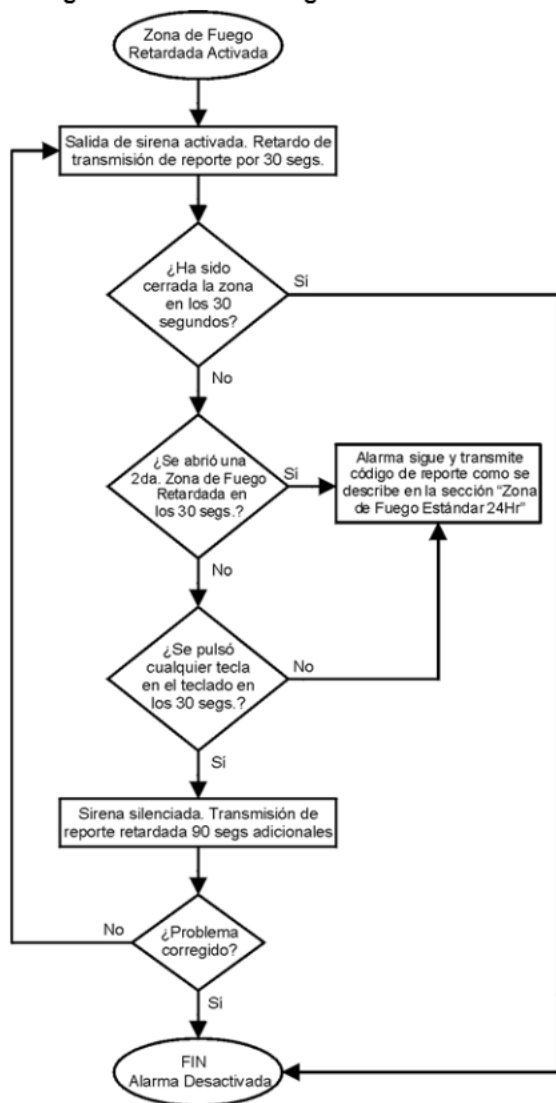 Zona de Fuego
Retardada Activada
Salida de sirena activada. Retardo de
transmisión de reporte por 30 segs.
¿Ha sido
cerrada la zona
en los 30
segundos?
Sí
No
¿Se abrió una
2da. Zona de Fuego
Retardada en
los 30 segs.?
Sí
Alarma sigue y transmite
código de reporte como se
describe en la sección "Zona
de Fuego Estándar 24Hr"
No
¿Se pulsó
cualquier tecla
en el teclado en
los 30 segs.?
No
Sí
Sirena silenciada. Transmisión de
reporte retardada 90 segs adicionales
No
¿Problema
corregido?
Sí
FIN
Alarma Desactivada